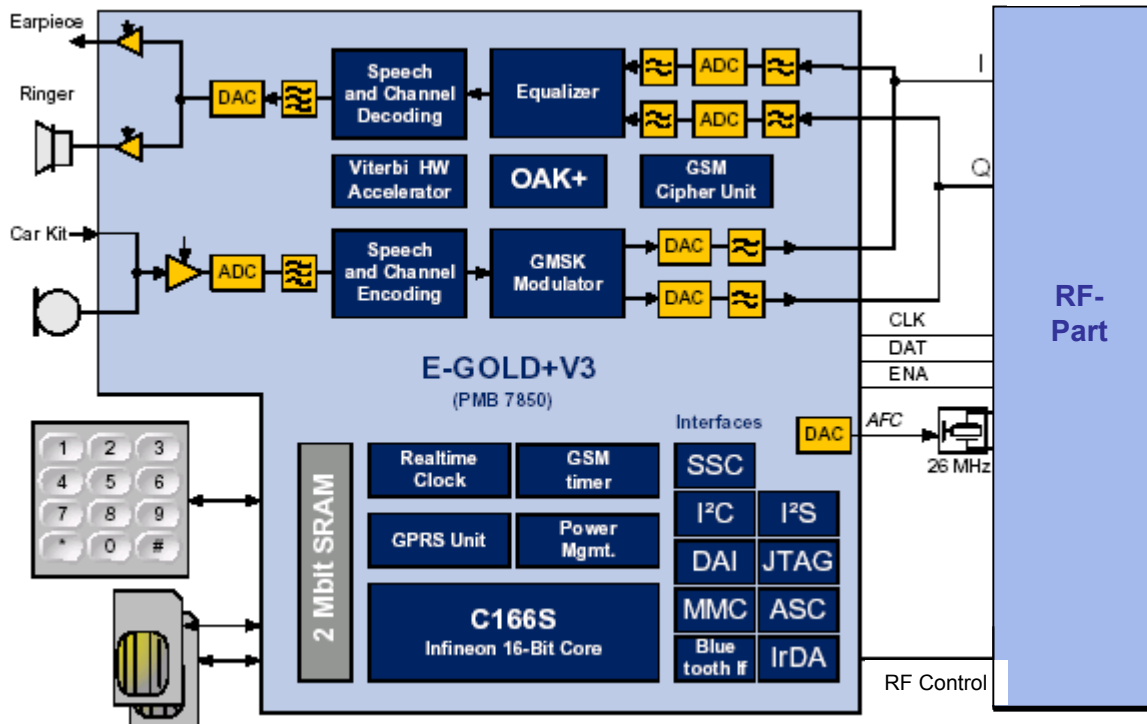 Earpiece
Ringer
DAC
Speech
and Channel
Decoding
Equalizer
ADC
ADC
I
Q
Viterbi HW
Accelerator
OAK+
GSM
Cipher Unit
Car Kit
ADC
Speech
and Channel
Encoding
GMSK
Modulator
DAC
DAC
RF-
Part
CLK
DAT
ENA
E-GOLD+V3
(PMB 7850)
Interfaces
DAC
AFC
26 MHz
1 2 3
4 5 6
7 8 9
* 0 #
2 Mbit SRAM
Realtime
Clock
GSM
timer
GPRS Unit
Power
Mgmt.
C166S
Infineon 16-Bit Core
SSC
I²C I²S
DAI JTAG
MMC ASC
Blue
tooth If
IrDA
RF Control